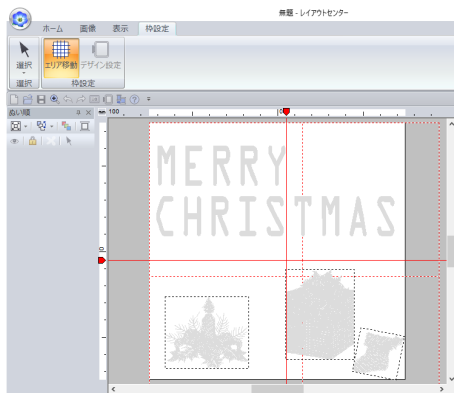 無題 - レイアウトセンター
ホーム 画像 表示 枠設定
選択 エリア移動 デザイン設定
選択 枠設定
ぬい順
100 0
0
MERRY
CHRISTMAS